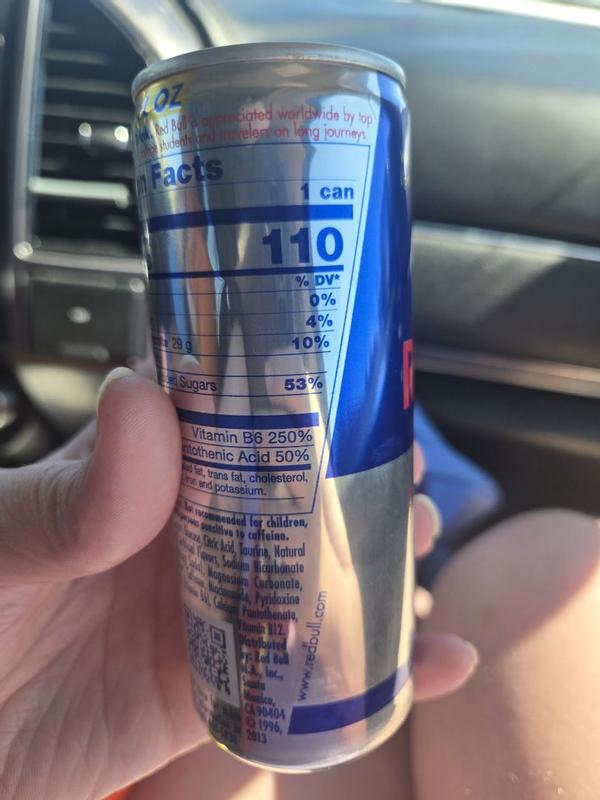 OZ
Red Bull is appreciated worldwide by top
students and travelers on long journeys.
Facts
1 can
110
% DV*
0%
4%
29 g 10%
Sugars 53%
Vitamin B6 250%
Acid 50%
fat, trans fat, cholesterol,
iron and potassium.
Not recommended for children,
persons sensitive to caffeine.
Citric Acid, Taurine, Natural
Flavors, Sodium Bicarbonate
Magnesium Carbonate,
Pyridoxine
Calcium Pantothenate,
Vitamin B12.
Distributed
Red Bull
Inc.,
Santa
Monica,
CA 90404
© 1996,
2013
www.redbull.com
R